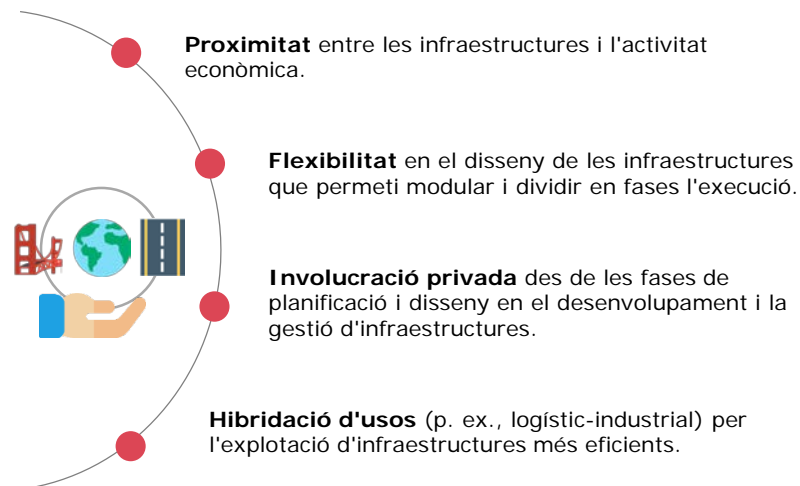 Proximitat entre les infraestructures i l'activitat
econòmica.
Flexibilitat en el disseny de les infraestructures
que permeti modular i dividir en fases l'execució.
Involucració privada des de les fases de
planificació i disseny en el desenvolupament i la
gestió d'infraestructures.
Hibridació d'usos (p. ex., logístic-industrial) per
l'explotació d'infraestructures més eficients.